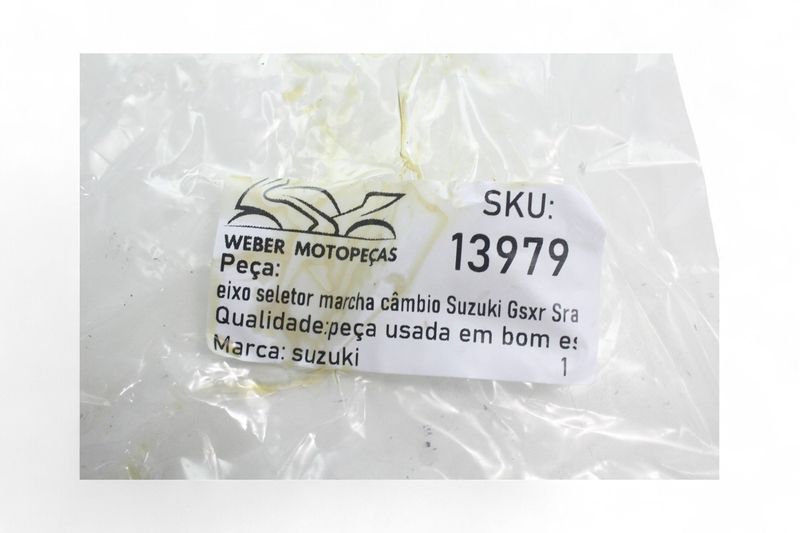 WEBER MOTOPEÇAS
SKU:
13979
Peça:
eixo seletor marcha câmbio Suzuki Gsxr Sra
Qualidade:peça usada em bom es
Marca: suzuki
1